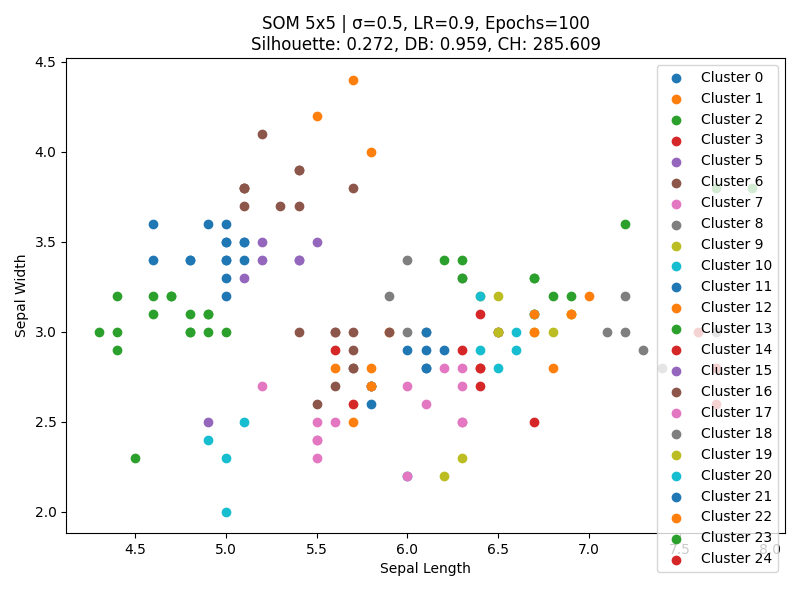 SOM 5x5 | σ=0.5, LR=0.9, Epochs=100
Silhouette: 0.272, DB: 0.959, CH: 285.609
4.5
4.0
3.5
3.0
2.5
2.0
Sepal Width
Cluster 0
Cluster 1
Cluster 2
Cluster 3
Cluster 5
Cluster 6
Cluster 7
Cluster 8
Cluster 9
Cluster 10
Cluster 11
Cluster 12
Cluster 13
Cluster 14
Cluster 15
Cluster 16
Cluster 17
Cluster 18
Cluster 19
Cluster 20
Cluster 21
Cluster 22
Cluster 23
Cluster 24
4.5 5.0 5.5 6.0 6.5 7.0 7.5 8.0
Sepal Length